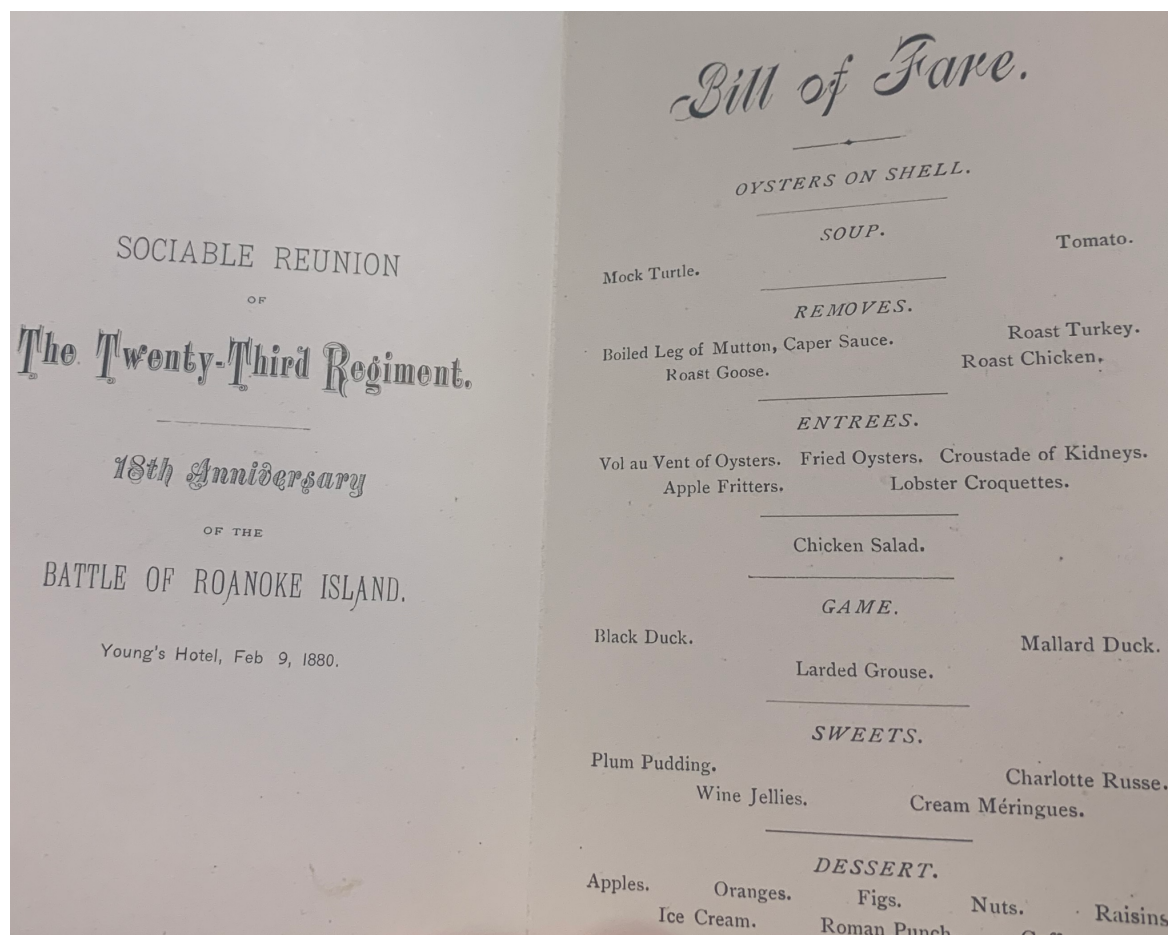 SOCIABLE REUNION
OF
The Twenty-Third Regiment.
18th Anniversary
OF THE
BATTLE OF ROANOKE ISLAND.
Young's Hotel, Feb 9, 1880.
Bill of Fare.
OYSTERS ON SHELL.
SOUP.
Mock Turtle. Tomato.
REMOVES.
Boiled Leg of Mutton, Caper Sauce. Roast Turkey.
Roast Goose. Roast Chicken.
ENTREES.
Vol au Vent of Oysters. Fried Oysters. Croustade of Kidneys.
Apple Fritters. Lobster Croquettes.
Chicken Salad.
GAME.
Black Duck. Mallard Duck.
Larded Grouse.
SWEETS.
Plum Pudding. Charlotte Russe.
Wine Jellies. Cream Méringues.
DESSERT.
Apples. Oranges. Figs. Nuts. Raisins
Ice Cream. Roman Punch